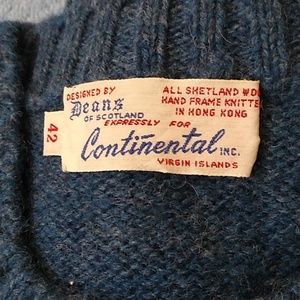 DESIGNED BY
Deans
OF SCOTLAND
EXPRESSLY FOR
ALL SHETLAND WO
HAND FRAME KNITTE
IN HONG KONG
Continental INC.
VIRGIN ISLANDS
42